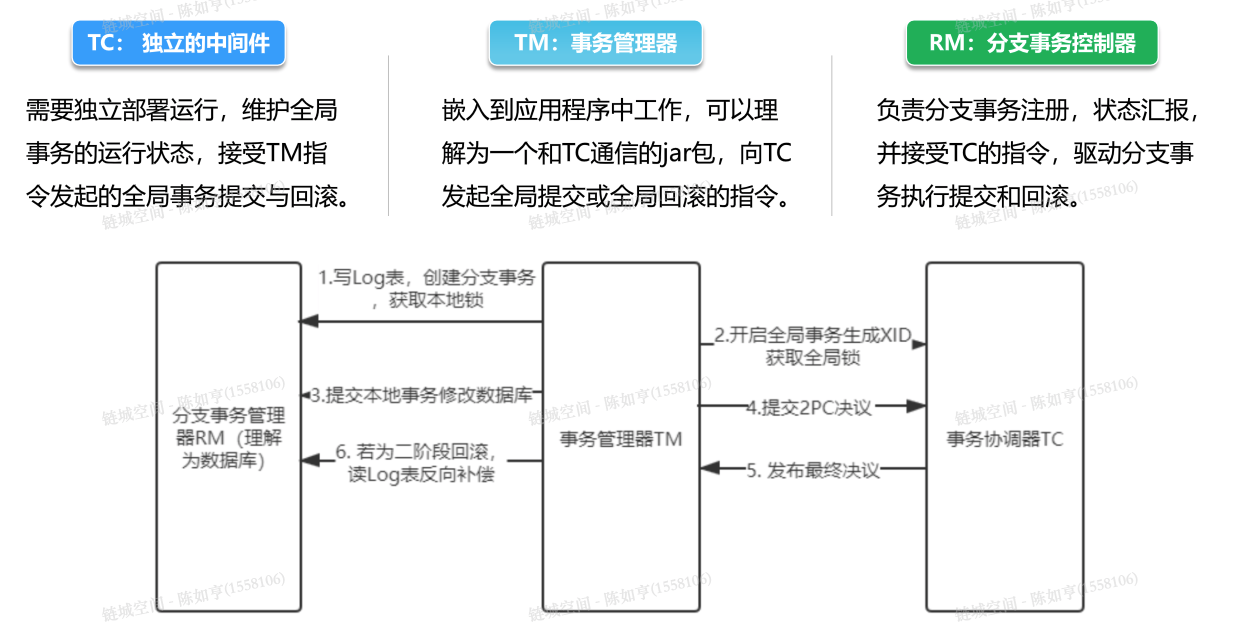 TC： 独立的中间件
TM：事务管理器
RM：分支事务控制器
需要独立部署运行，维护全局
事务的运行状态，接受TM指
令发起的全局事务提交与回滚。
嵌入到应用程序中工作，可以理
解为一个和TC通信的jar包，向TC
发起全局提交或全局回滚的指令。
负责分支事务注册，状态汇报，
并接受TC的指令，驱动分支事
务执行提交和回滚。
1.写Log表，创建分支事务
，获取本地锁
2.开启全局事务生成XID
获取全局锁
3.提交本地事务修改数据库
4.提交2PC决议
分支事务管理
器RM（理解
为数据库）
事务管理器TM
事务协调器TC
6. 若为二阶段回滚，
读Log表反向补偿
5. 发布最终决议
链城空间 - 陈如亨(1558106)
链城空间 - 陈如亨(1558106)
链城空间 - 陈如亨(1558106)
链城空间 - 陈如亨(1558106)
链城空间 - 陈如亨(1558106)
链城空间 - 陈如亨(1558106)
链城空间 - 陈如亨(1558106)
链城空间 - 陈如亨(1558106)
链城空间 - 陈如亨(1558106)